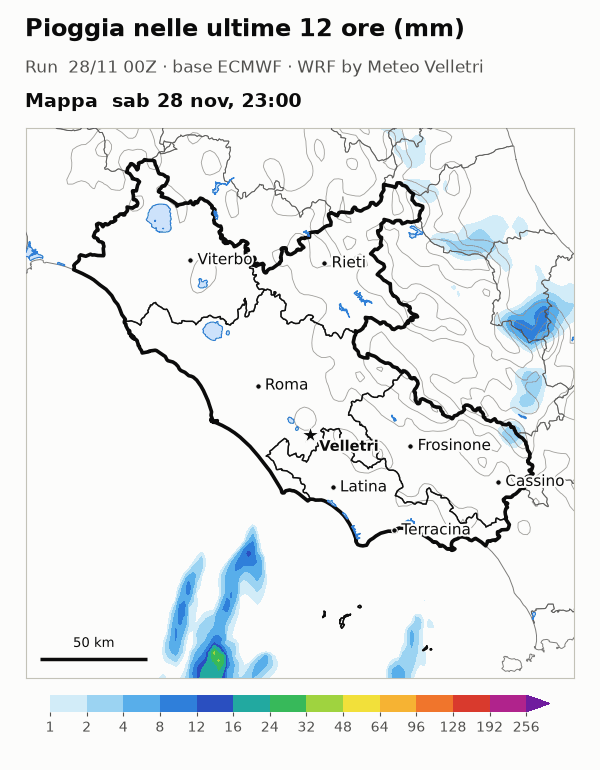 Pioggia nelle ultime 12 ore (mm)
Run  28/11 00Z · base ECMWF · WRF by Meteo Velletri
Mappa  sab 28 nov, 23:00
Viterbo
Rieti
Roma
Velletri
Frosinone
Latina
Cassino
Terracina
50 km
1 2 4 8 12 16 24 32 48 64 96 128 192 256